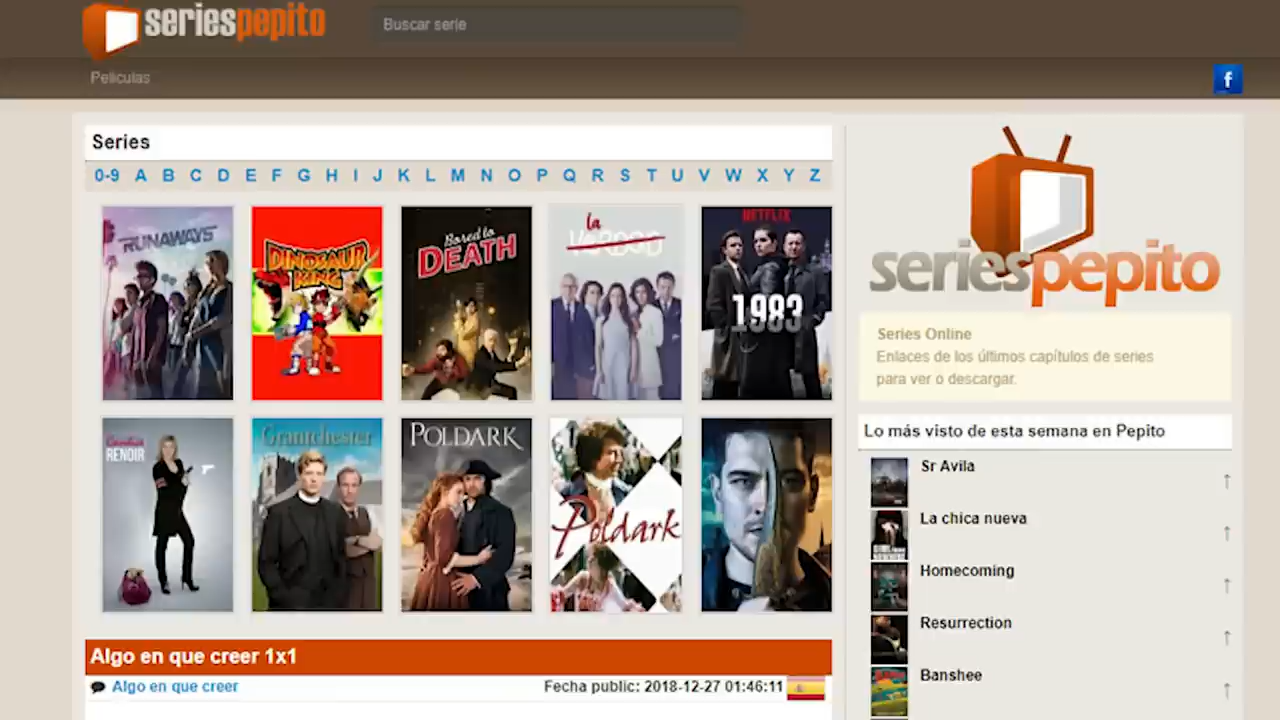 seriespepito
Buscar serie
Peliculas
f
Series
0-9 A B C D E F G H I J K L M N O P Q R S T U V W X Y Z
RUNAWAYS
DINOSAUR KING
Bored to DEATH
la
NETFLIX
1983
RENOIR
Grantchester
POLDARK
Poldark
seriespepito
Series Online
Enlaces de los últimos capítulos de series
para ver o descargar.
Lo más visto de esta semana en Pepito
Sr Avila ↑
La chica nueva ↑
Homecoming ↑
Resurrection ↑
Banshee ↑
Algo en que creer 1x1
Algo en que creer Fecha public: 2018-12-27 01:46:11